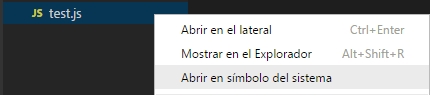 JS test.js
Abrir en el lateral Ctrl+Enter
Mostrar en el Explorador Alt+Shift+R
Abrir en símbolo del sistema